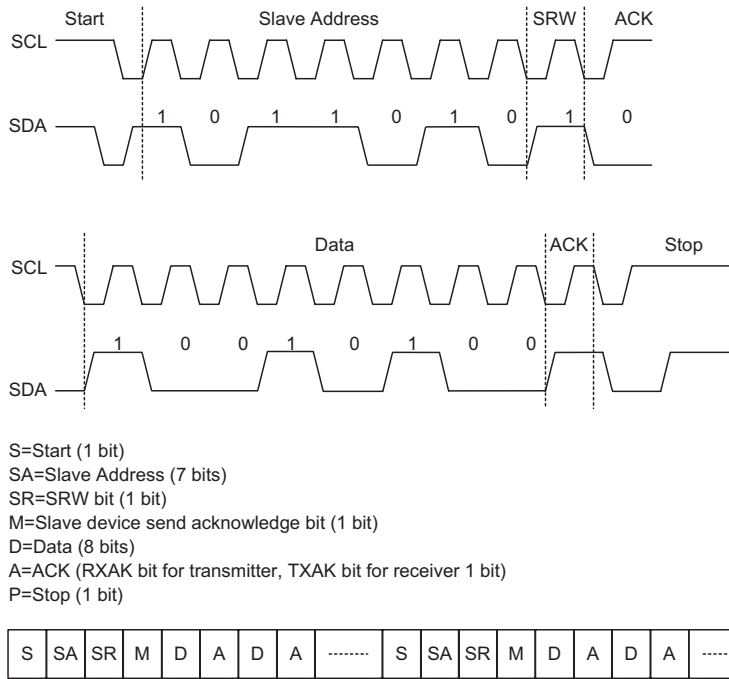 Start Slave Address SRW ACK
SCL
1 0 1 1 0 1 0 1 0
SDA
Data ACK Stop
SCL
1 0 0 1 0 1 0 0
SDA
S=Start (1 bit)
SA=Slave Address (7 bits)
SR=SRW bit (1 bit)
M=Slave device send acknowledge bit (1 bit)
D=Data (8 bits)
A=ACK (RXAK bit for transmitter, TXAK bit for receiver 1 bit)
P=Stop (1 bit)
S SA SR M D A D A ........ S SA SR M D A D A .....